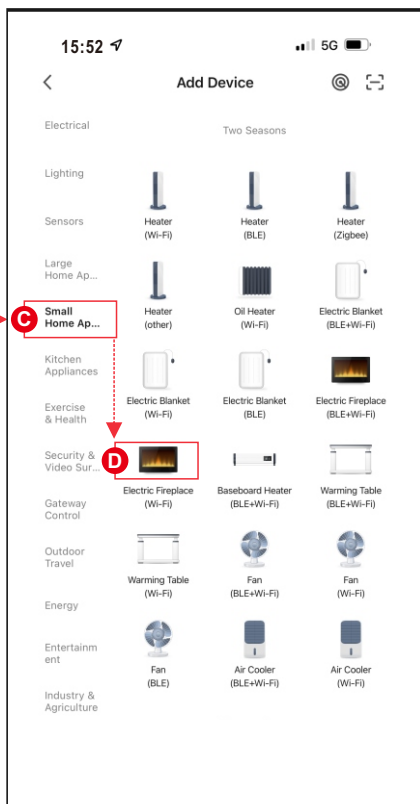 15:52
5G
Add Device
Electrical
Lighting
Sensors
Large
Home Ap...
C
Small
Home Ap...
Kitchen
Appliances
Exercise
& Health
Security &
Video Sur...
Gateway
Control
Outdoor
Travel
Energy
Entertainm
ent
Industry &
Agriculture
Two Seasons
Heater
(Wi-Fi)
Heater
(BLE)
Heater
(Zigbee)
Heater
(other)
Oil Heater
(Wi-Fi)
Electric Blanket
(BLE+Wi-Fi)
Electric Blanket
(Wi-Fi)
Electric Blanket
(BLE)
Electric Fireplace
(BLE+Wi-Fi)
D
Electric Fireplace
(Wi-Fi)
Baseboard Heater
(BLE+Wi-Fi)
Warming Table
(BLE+Wi-Fi)
Warming Table
(Wi-Fi)
Fan
(BLE+Wi-Fi)
Fan
(Wi-Fi)
Fan
(BLE)
Air Cooler
(BLE+Wi-Fi)
Air Cooler
(Wi-Fi)